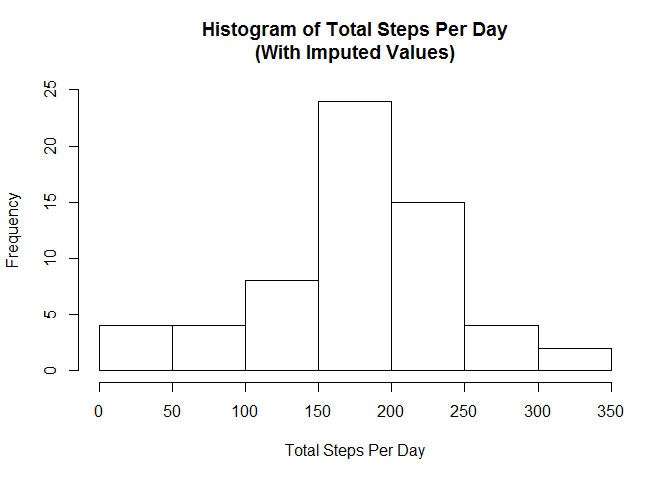 Histogram of Total Steps Per Day
(With Imputed Values)
Frequency
25
20
15
10
5
0
0 50 100 150 200 250 300 350
Total Steps Per Day